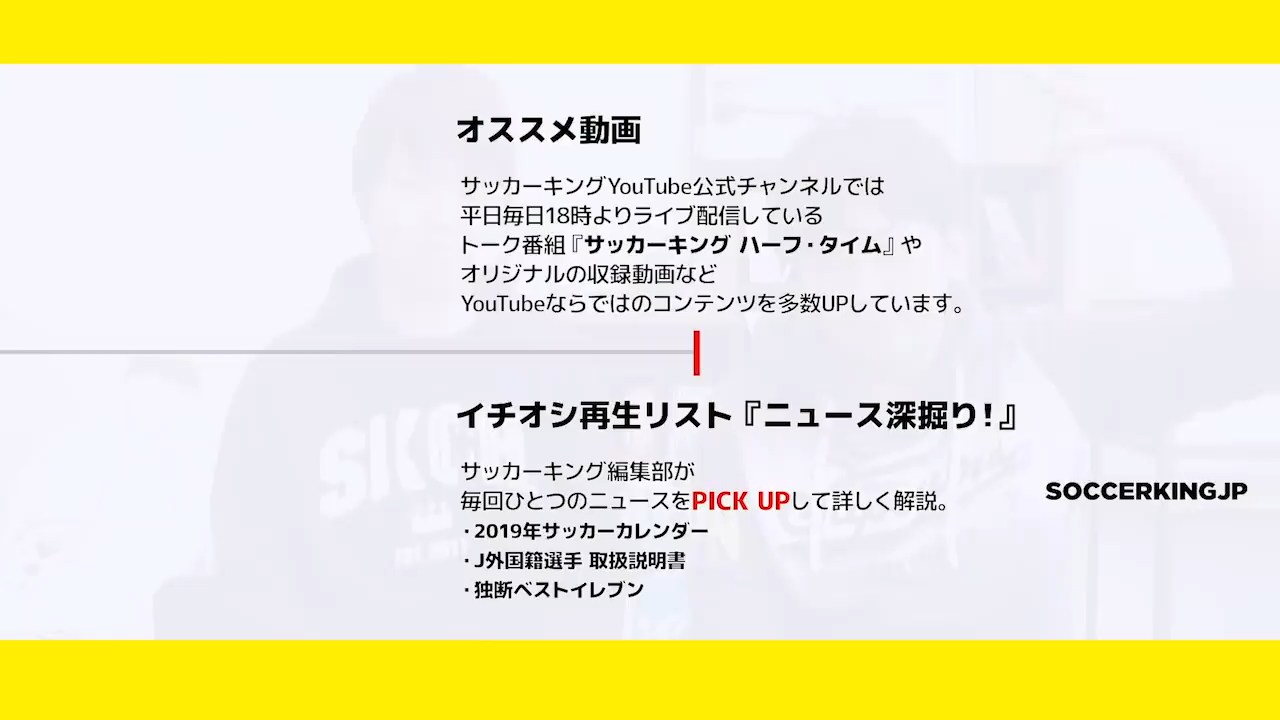 オススメ動画
サッカーキングYouTube公式チャンネルでは
平日毎日18時よりライブ配信している
トーク番組『サッカーキング ハーフ・タイム』や
オリジナルの収録動画など
YouTubeならではのコンテンツを多数UPしています。
イチオシ再生リスト『ニュース深掘り!』
サッカーキング編集部が
毎回ひとつのニュースをPICK UPして詳しく解説。
・2019年サッカーカレンダー
・J外国籍選手 取扱説明書
・独断ベストイレブン
SOCCERKINGJP